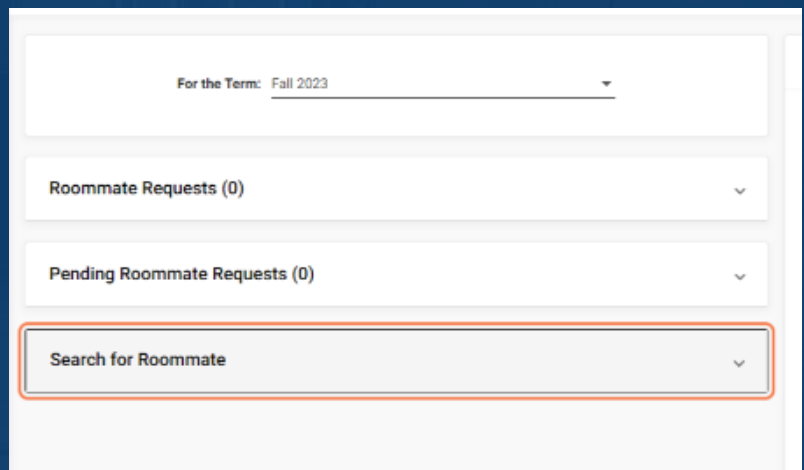 For the Term: Fall 2023
Roommate Requests (0)
Pending Roommate Requests (0)
Search for Roommate